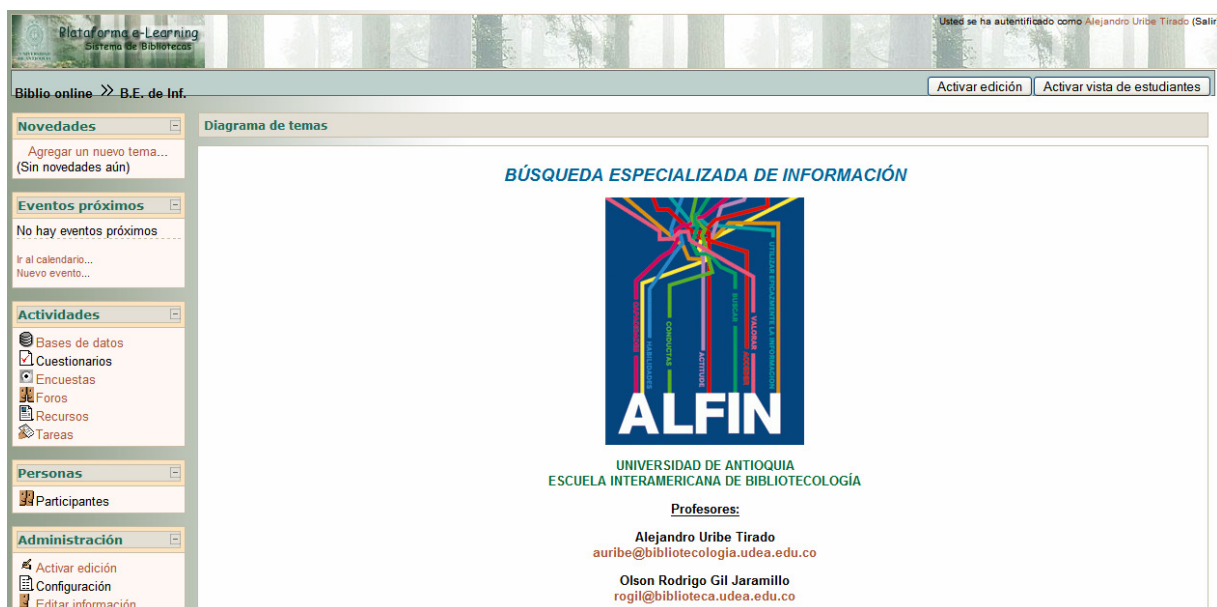 Plataforma e-Learning
Sistema de Bibliotecas
UNIVERSIDAD
DE ANTIOQUIA
Usted se ha autentificado como Alejandro Uribe Tirado (Salir
Biblio online » B.E. de Inf.
Activar edición
Activar vista de estudiantes
Novedades
Agregar un nuevo tema...
(Sin novedades aún)
Eventos próximos
No hay eventos próximos
Ir al calendario...
Nuevo evento...
Actividades
Bases de datos
Cuestionarios
Encuestas
Foros
Recursos
Tareas
Personas
Participantes
Administración
Activar edición
Configuración
Editar información
Diagrama de temas
BÚSQUEDA ESPECIALIZADA DE INFORMACIÓN
CAPACIDADES
HABILIDADES
CONDUCTAS
ACTITUDE
BUSCAR
VALORAR
ACCEDER
UTILIZAR EFICAZMENTE LA INFORMACION
ALFIN
UNIVERSIDAD DE ANTIOQUIA
ESCUELA INTERAMERICANA DE BIBLIOTECOLOGÍA
Profesores:
Alejandro Uribe Tirado
auribe@bibliotecologia.udea.edu.co
Olson Rodrigo Gil Jaramillo
rogil@biblioteca.udea.edu.co